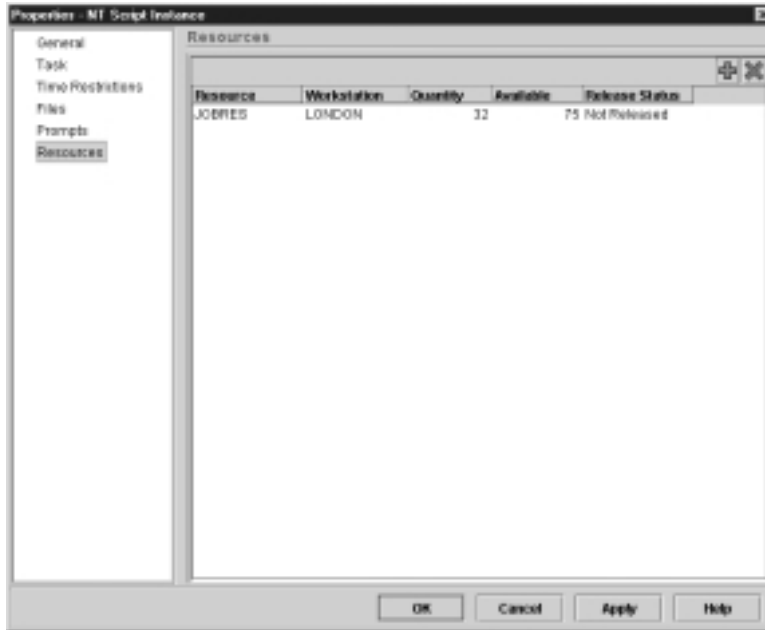 Properties - NT Script Instance
General
Task
Time Restrictions
Files
Prompts
Resources
Resources
Resource Workstation Quantity Available Release Status
JOBRES LONDON 32 75 Not Released
OK Cancel Apply Help